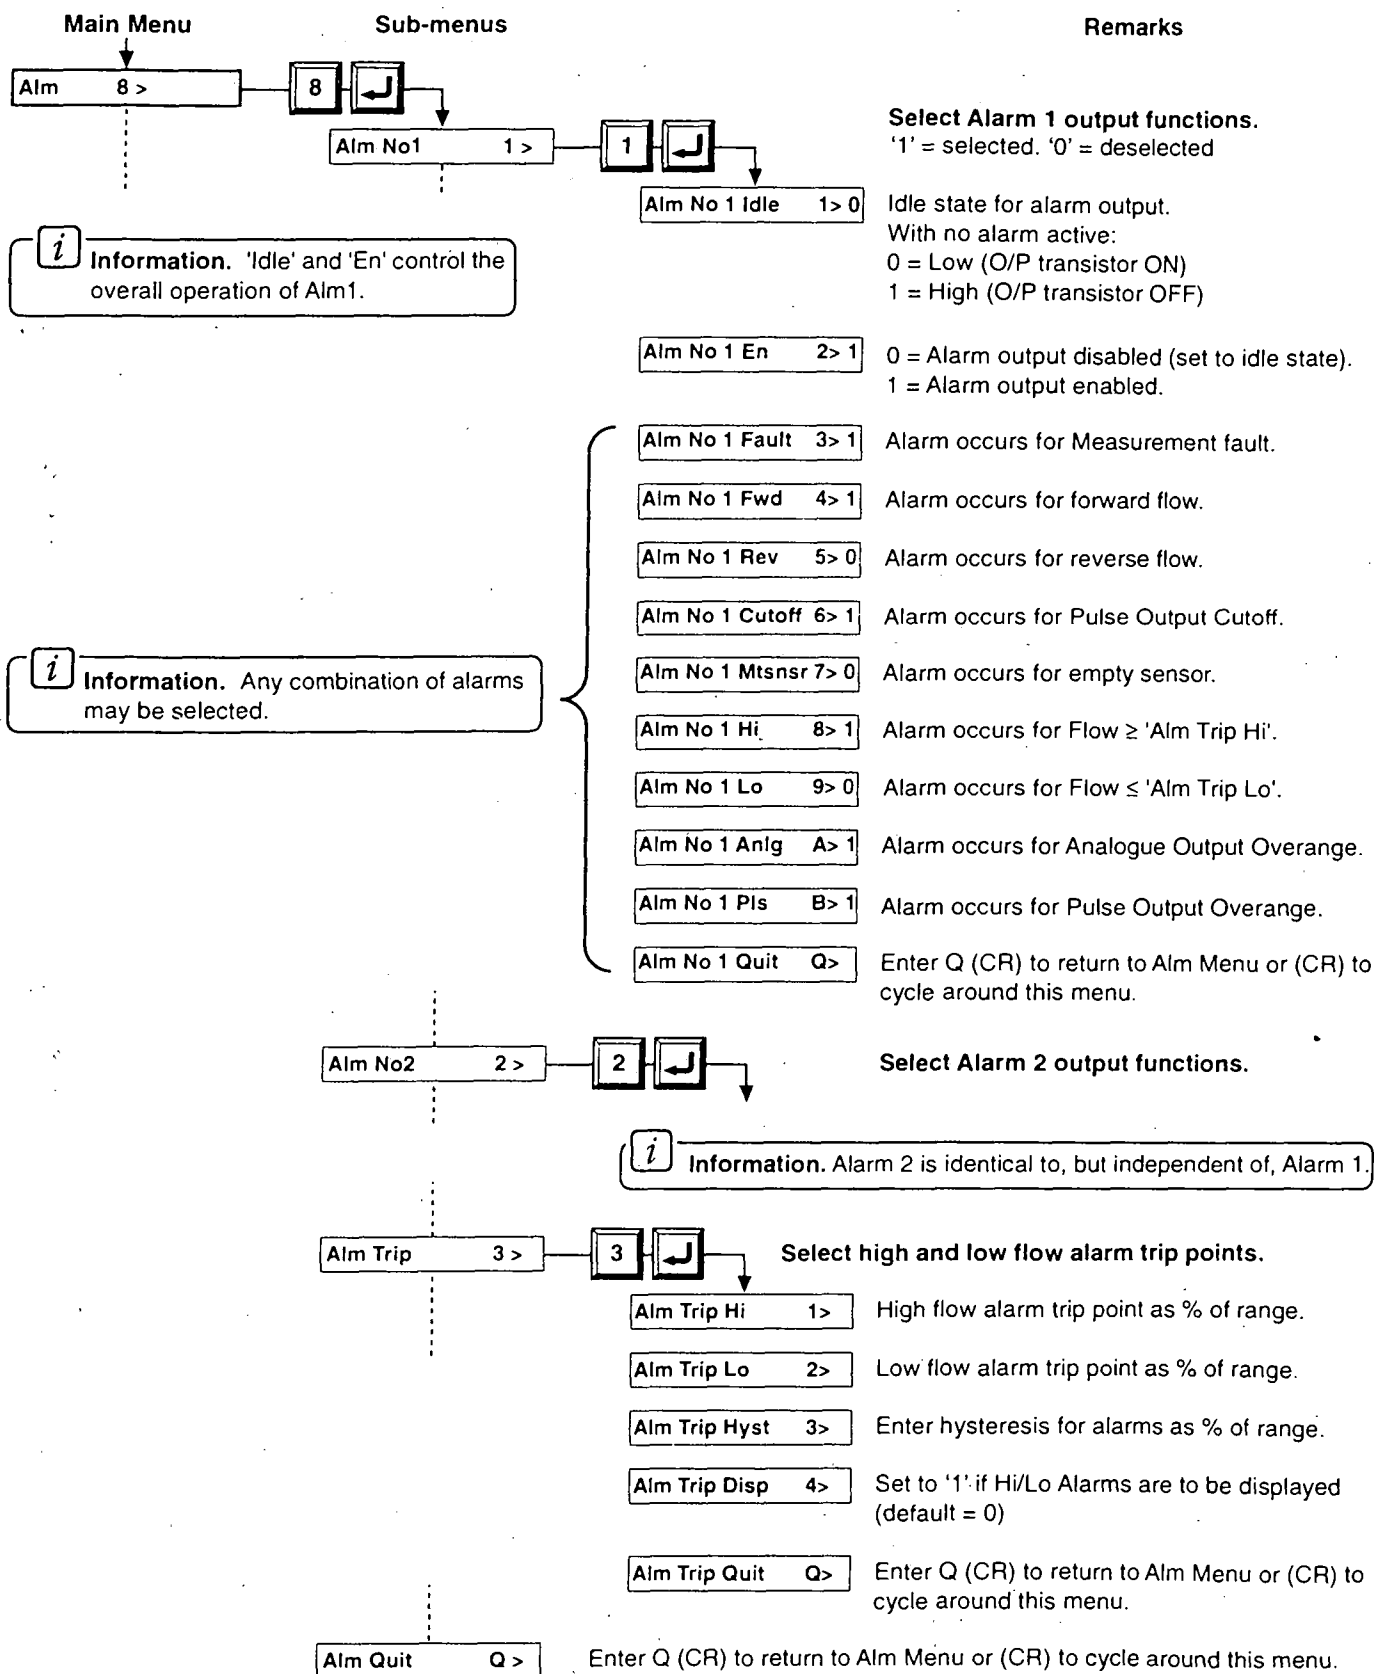 Main Menu
Sub-menus
Remarks
Alm 8 >
8
Alm No1 1 >
1
Select Alarm 1 output functions.
'1' = selected. '0' = deselected
Alm No 1 Idle 1> 0
Idle state for alarm output.
With no alarm active:
0 = Low (O/P transistor ON)
1 = High (O/P transistor OFF)
i
Information. 'Idle' and 'En' control the
overall operation of Alm1.
Alm No 1 En 2> 1
0 = Alarm output disabled (set to idle state).
1 = Alarm output enabled.
Alm No 1 Fault 3> 1
Alarm occurs for Measurement fault.
Alm No 1 Fwd 4> 1
Alarm occurs for forward flow.
Alm No 1 Rev 5> 0
Alarm occurs for reverse flow.
Alm No 1 Cutoff 6> 1
Alarm occurs for Pulse Output Cutoff.
i
Information. Any combination of alarms
may be selected.
Alm No 1 Mtsnsr 7> 0
Alarm occurs for empty sensor.
Alm No 1 Hi 8> 1
Alarm occurs for Flow ≥ 'Alm Trip Hi'.
Alm No 1 Lo 9> 0
Alarm occurs for Flow ≤ 'Alm Trip Lo'.
Alm No 1 Anlg A> 1
Alarm occurs for Analogue Output Overange.
Alm No 1 Pls B> 1
Alarm occurs for Pulse Output Overange.
Alm No 1 Quit Q>
Enter Q (CR) to return to Alm Menu or (CR) to
cycle around this menu.
Alm No2 2 >
2
Select Alarm 2 output functions.
i
Information. Alarm 2 is identical to, but independent of, Alarm 1.
Alm Trip 3 >
3
Select high and low flow alarm trip points.
Alm Trip Hi 1>
High flow alarm trip point as % of range.
Alm Trip Lo 2>
Low flow alarm trip point as % of range.
Alm Trip Hyst 3>
Enter hysteresis for alarms as % of range.
Alm Trip Disp 4>
Set to '1' if Hi/Lo Alarms are to be displayed
(default = 0)
Alm Trip Quit Q>
Enter Q (CR) to return to Alm Menu or (CR) to
cycle around this menu.
Alm Quit Q >
Enter Q (CR) to return to Alm Menu or (CR) to cycle around this menu.